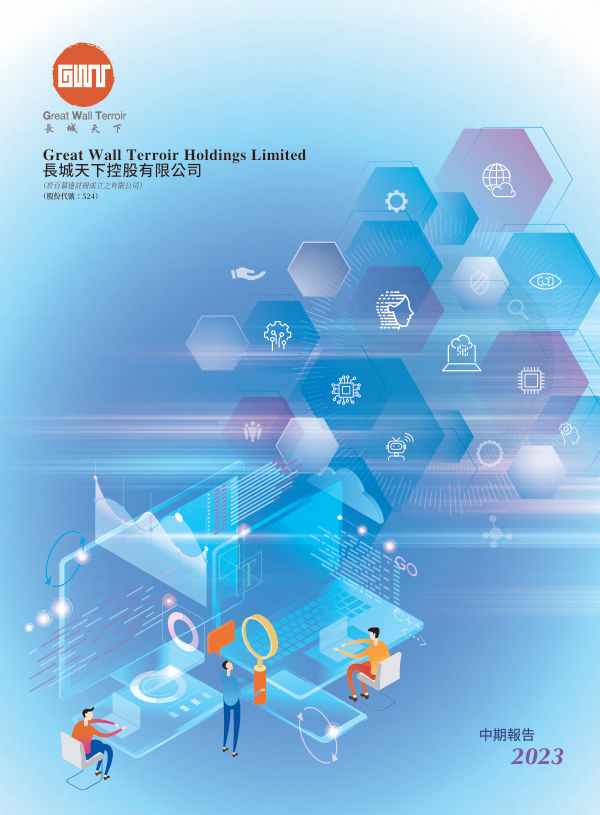 GWT
Great Wall Terroir
長城天下
Great Wall Terroir Holdings Limited
長城天下控股有限公司
(於百慕達註冊成立之有限公司)
(股份代號：524)
GO
中期報告
2023